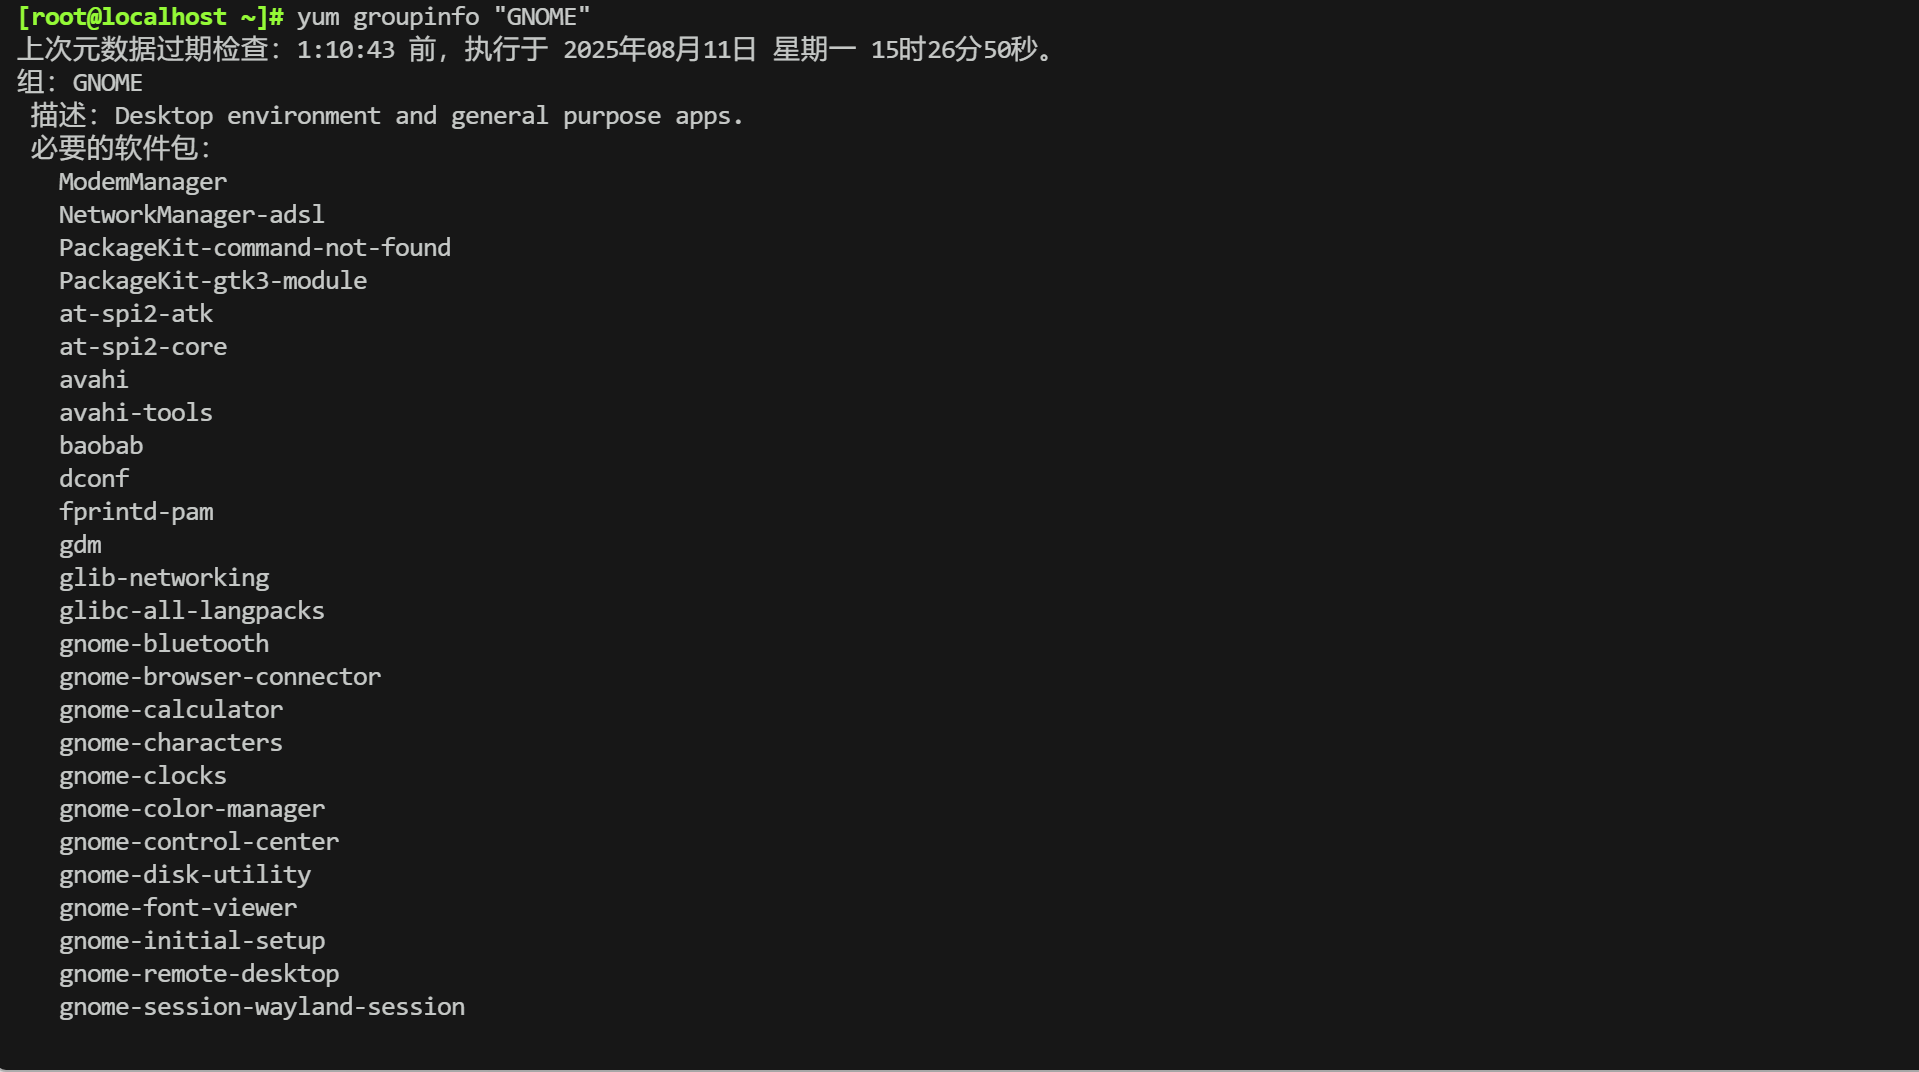 [root@localhost ~]# yum groupinfo "GNOME"
上次元数据过期检查：1:10:43 前，执行于 2025年08月11日 星期一 15时26分50秒。
组：GNOME
描述：Desktop environment and general purpose apps.
必要的软件包：
ModemManager
NetworkManager-adsl
PackageKit-command-not-found
PackageKit-gtk3-module
at-spi2-atk
at-spi2-core
avahi
avahi-tools
baobab
dconf
fprintd-pam
gdm
glib-networking
glibc-all-langpacks
gnome-bluetooth
gnome-browser-connector
gnome-calculator
gnome-characters
gnome-clocks
gnome-color-manager
gnome-control-center
gnome-disk-utility
gnome-font-viewer
gnome-initial-setup
gnome-remote-desktop
gnome-session-wayland-session